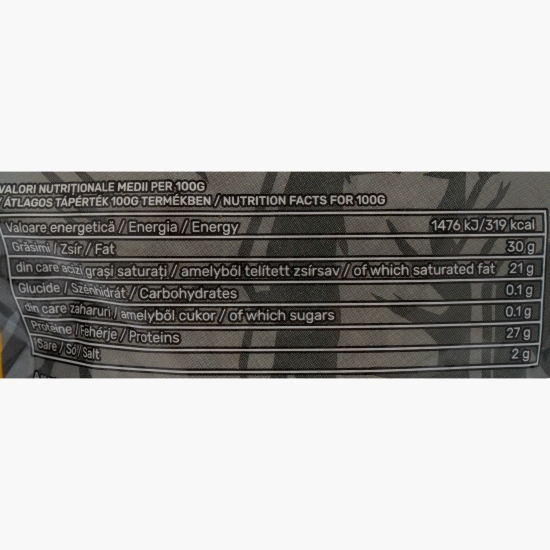 VALORI NUTRIȚIONALE MEDII PER 100G
/ ÁTLAGOS TÁPÉRTÉK 100G TERMÉKBEN / NUTRITION FACTS FOR 100G
Valoare energetică / Energia / Energy 1476 kJ/319 kcal
Grăsimi / Zsír / Fat 30 g
din care acizi grași saturați / amelyből telített zsírsav / of which saturated fat 21 g
Glucide / Szénhidrát / Carbohydrates 0.1 g
din care zaharuri / amelyből cukor / of which sugars 0.1 g
Proteine / Fehérje / Proteins 27 g
Sare / Só / Salt 2 g